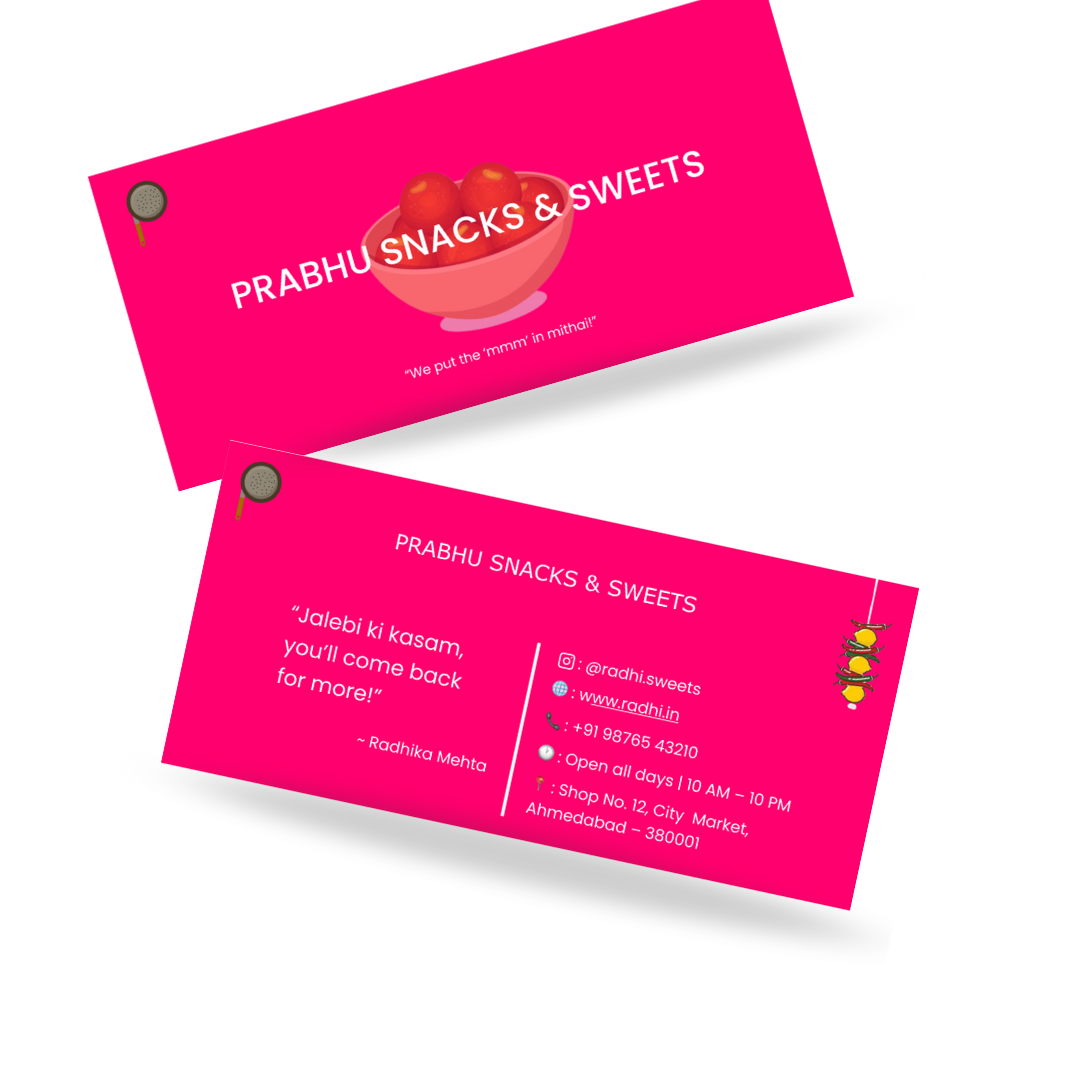 PRABHU SNACKS & SWEETS
“We put the ‘mmm’ in mithai!”
PRABHU SNACKS & SWEETS
“Jalebi ki kasam,
you’ll come back
for more!”
~ Radhika Mehta
: @radhi.sweets
: www.radhi.in
: +91 98765 43210
: Open all days | 10 AM – 10 PM
: Shop No. 12, City Market,
Ahmedabad – 380001